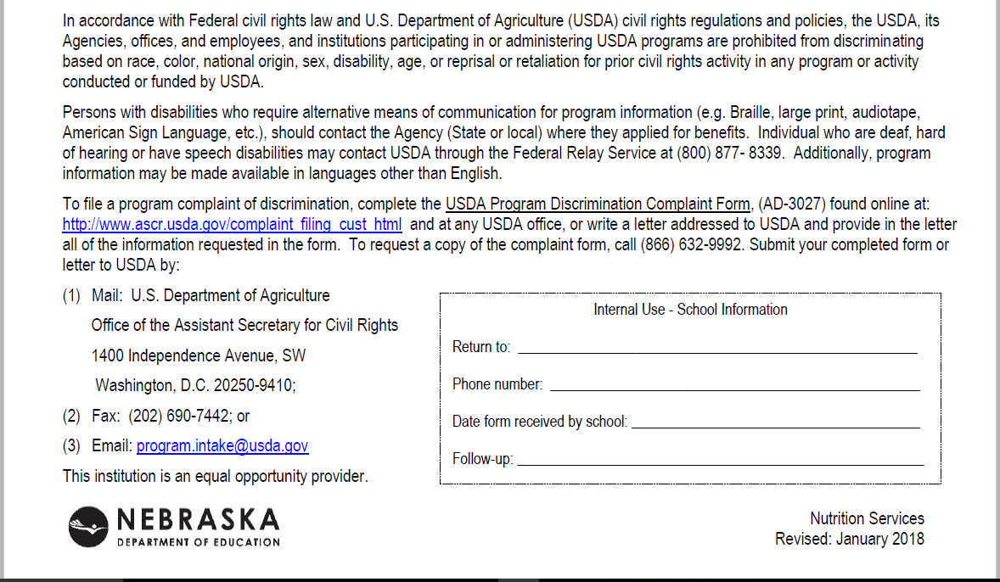 In accordance with Federal civil rights law and U.S. Department of Agriculture (USDA) civil rights regulations and policies, the USDA, its
Agencies, offices, and employees, and institutions participating in or administering USDA programs are prohibited from discriminating
based on race, color, national origin, sex, disability, age, or reprisal or retaliation for prior civil rights activity in any program or activity
conducted or funded by USDA.
Persons with disabilities who require alternative means of communication for program information (e.g. Braille, large print, audiotape,
American Sign Language, etc.), should contact the Agency (State or local) where they applied for benefits.  Individual who are deaf, hard
of hearing or have speech disabilities may contact USDA through the Federal Relay Service at (800) 877- 8339.  Additionally, program
information may be made available in languages other than English.
To file a program complaint of discrimination, complete the USDA Program Discrimination Complaint Form, (AD-3027) found online at:
http://www.ascr.usda.gov/complaint_filing_cust_html  and at any USDA office, or write a letter addressed to USDA and provide in the letter
all of the information requested in the form.  To request a copy of the complaint form, call (866) 632-9992. Submit your completed form or
letter to USDA by:
(1)  Mail:  U.S. Department of Agriculture
Office of the Assistant Secretary for Civil Rights
1400 Independence Avenue, SW
Washington, D.C. 20250-9410;
(2)  Fax:  (202) 690-7442; or
(3)  Email: program.intake@usda.gov
This institution is an equal opportunity provider.
Internal Use - School Information
Return to:
Phone number:
Date form received by school:
Follow-up:
NEBRASKA
DEPARTMENT OF EDUCATION
Nutrition Services
Revised: January 2018